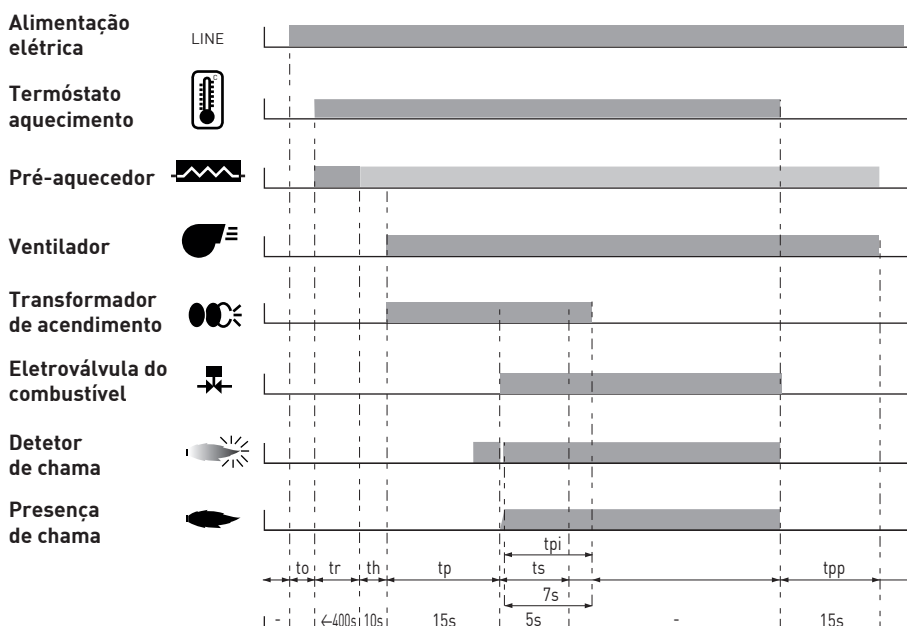 Alimentação
elétrica
LINE
Termóstato
aquecimento
°C
Pré-aquecedor
Ventilador
Transformador
de acendimento
Eletroválvula do
combustível
Detetor
de chama
Presença
de chama
tpi
to tr th tp ts tpp
7s
- <400s 10s 15s 5s - 15s